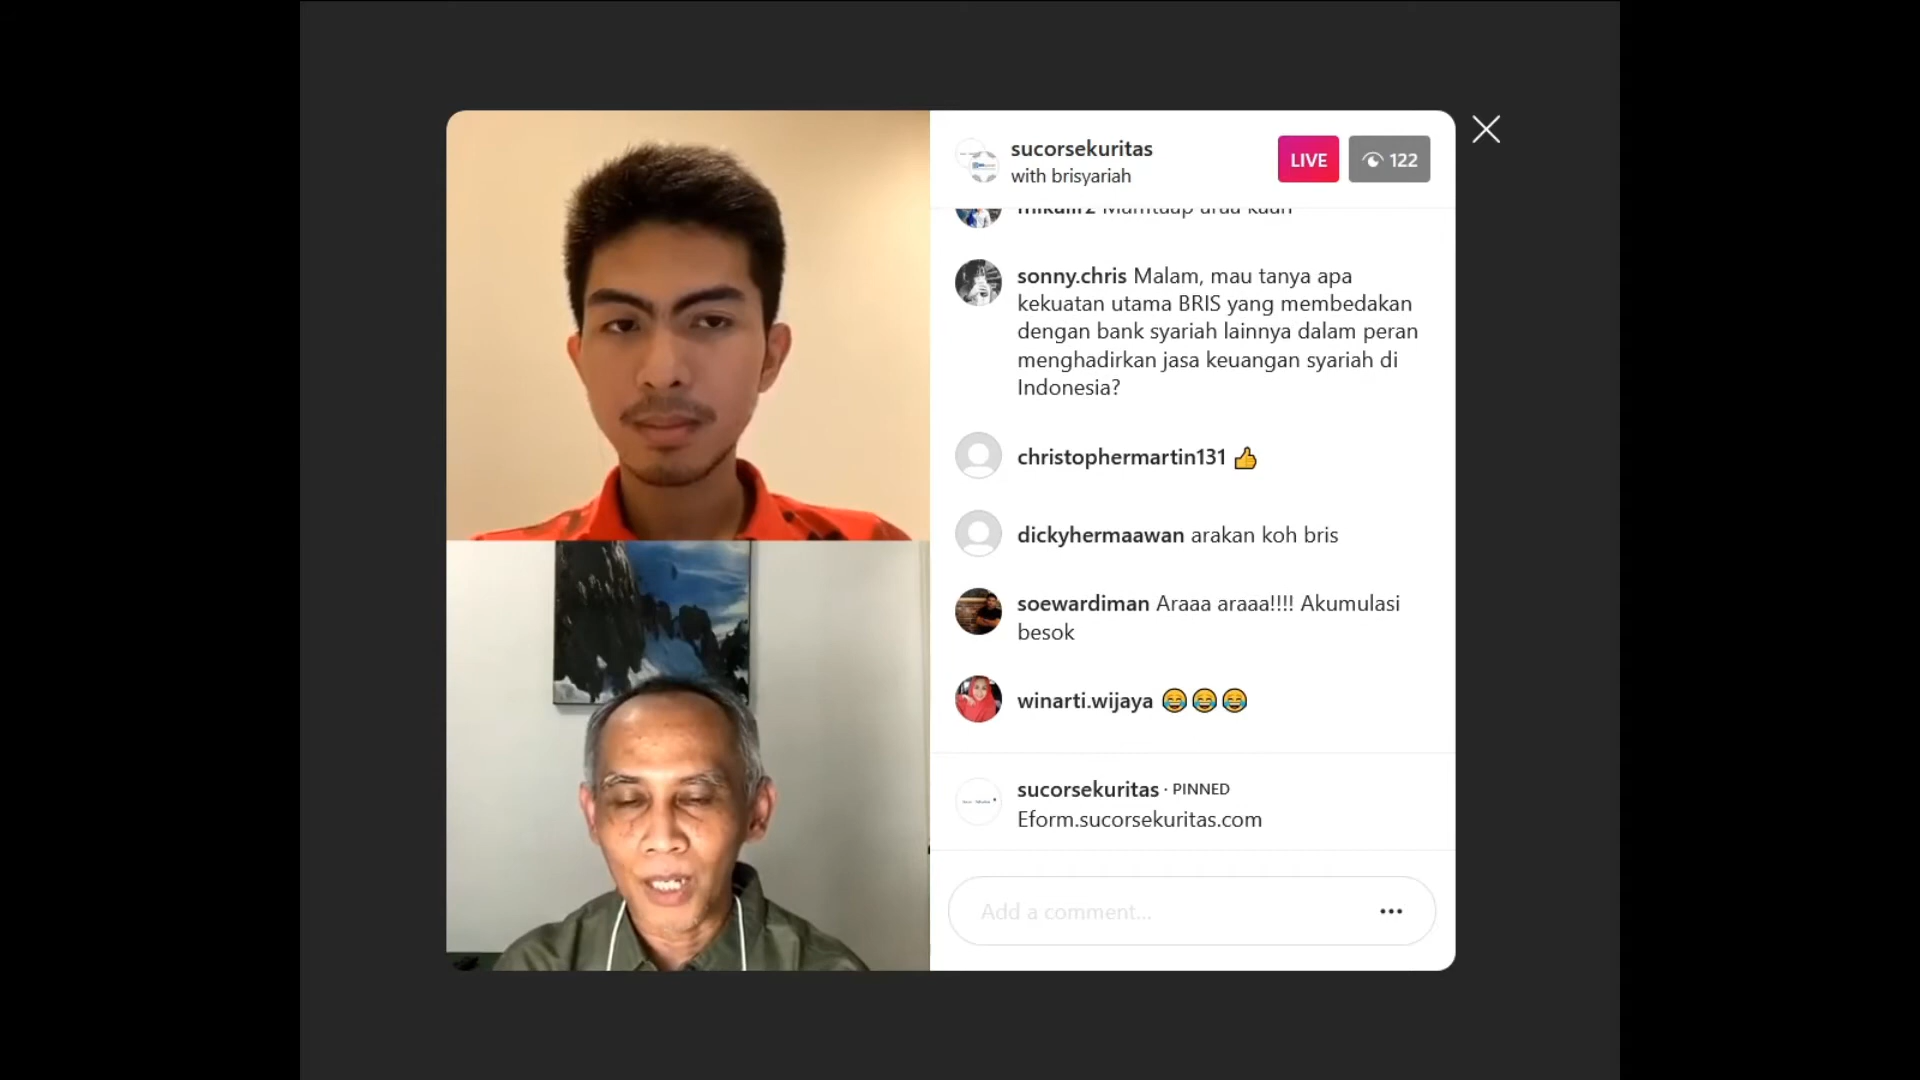 sucorsekuritas
with brisyariah
LIVE
122
sonny.chris Malam, mau tanya apa
kekuatan utama BRIS yang membedakan
dengan bank syariah lainnya dalam peran
menghadirkan jasa keuangan syariah di
Indonesia?
christophermartin131 👍
dickyhermaawan arakan koh bris
soewardiman Araaa araaa!!!! Akumulasi
besok
winarti.wijaya 😂😂😂
sucorsekuritas · PINNED
Eform.sucorsekuritas.com
Add a comment...